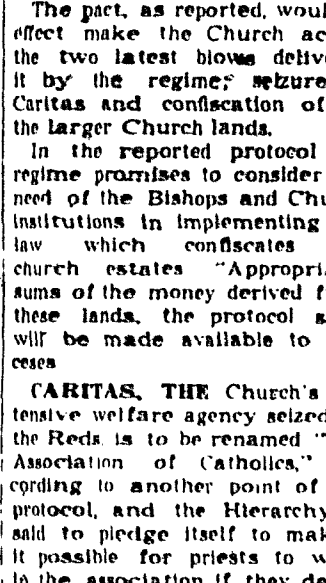 The pact, as reported, woul
effect make the Church ac
the two latest blows deliv
it by the regime; seizure
Caritas and confiscation of
the larger Church lands.
In the reported protocol
regime promises to consider
need of the Bishops and Chu
institutions in implementing
law which confiscates
church estates "Appropri
sums of the money derived f
these lands, the protocol s
will be made available to
ceses
CARITAS, THE Church's
tensive welfare agency seized
the Reds is to be renamed "
Association of Catholics,"
cording to another point of
protocol, and the Hierarchy
said to pledge itself to mak
it possible for priests to w
in the association if they de